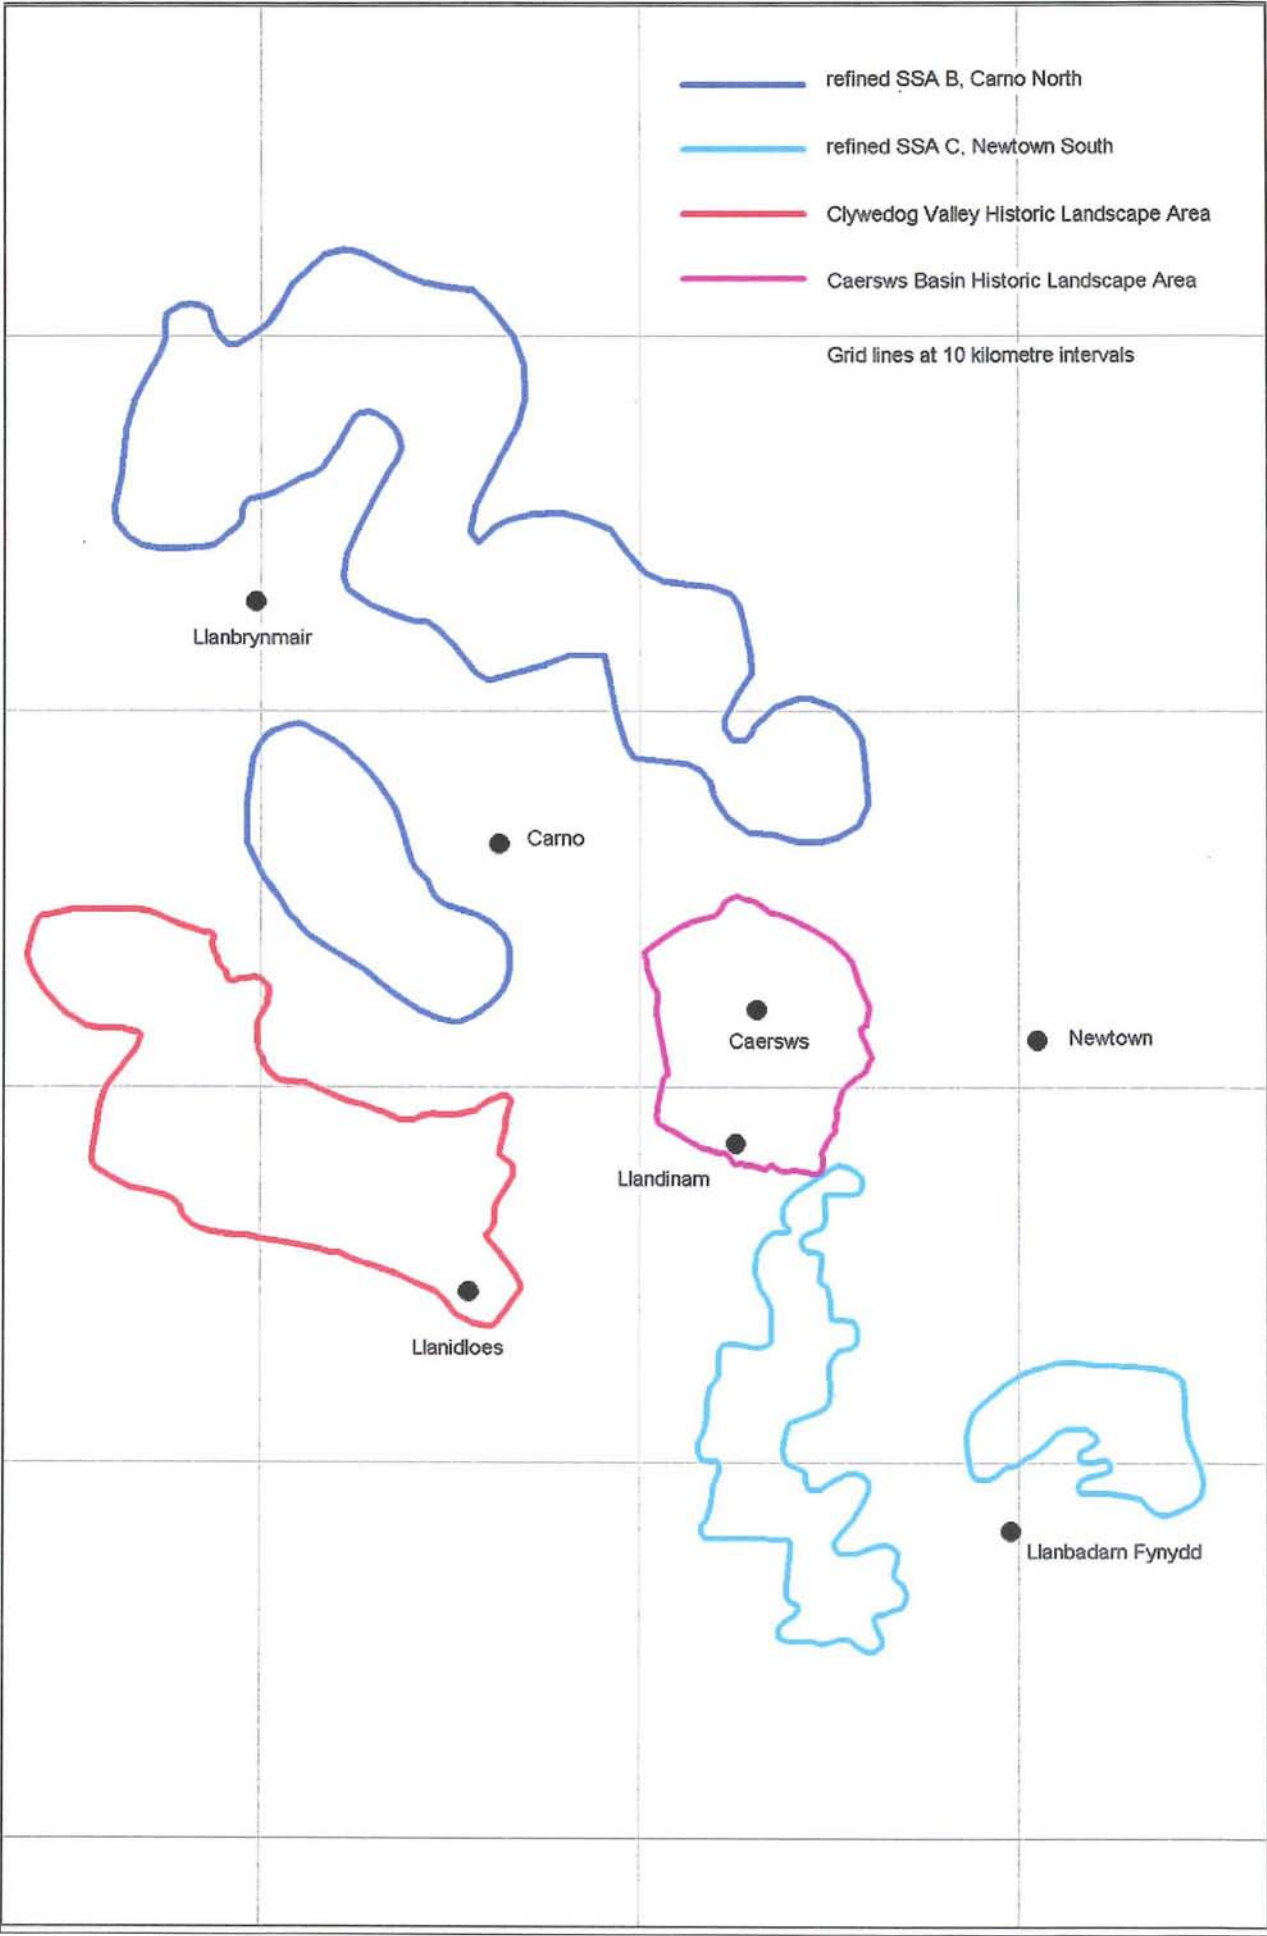 refined SSA B, Carno North
refined SSA C, Newtown South
Clywedog Valley Historic Landscape Area
Caersws Basin Historic Landscape Area
Grid lines at 10 kilometre intervals
Llanbrynmair
Carno
Caersws
Newtown
Llandinam
Llanidloes
Llanbadarn Fynydd